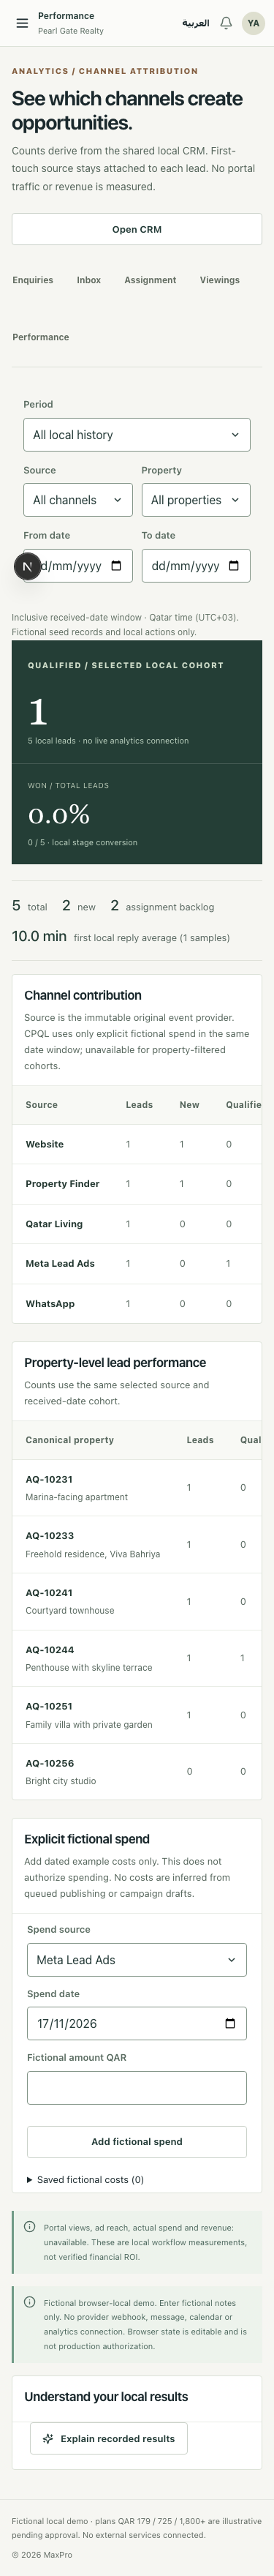 Performance
Pearl Gate Realty
العربية
YA
ANALYTICS / CHANNEL ATTRIBUTION
See which channels create
opportunities.
Counts derive from the shared local CRM. First-
touch source stays attached to each lead. No portal
traffic or revenue is measured.
Open CRM
Enquiries Inbox Assignment Viewings
Performance
Period
All local history
Source Property
All channels All properties
From date To date
N d/mm/yyyy dd/mm/yyyy
Inclusive received-date window · Qatar time (UTC+03).
Fictional seed records and local actions only.
QUALIFIED / SELECTED LOCAL COHORT
1
5 local leads · no live analytics connection
WON / TOTAL LEADS
0.0%
0 / 5 · local stage conversion
5 total 2 new 2 assignment backlog
10.0 min first local reply average (1 samples)
Channel contribution
Source is the immutable original event provider.
CPQL uses only explicit fictional spend in the same
date window; unavailable for property-filtered
cohorts.
Source Leads New Qualifie
Website 1 1 0
Property Finder 1 1 0
Qatar Living 1 0 0
Meta Lead Ads 1 0 1
WhatsApp 1 0 0
Property-level lead performance
Counts use the same selected source and
received-date cohort.
Canonical property Leads Qual
AQ-10231
Marina-facing apartment
1 0
AQ-10233
Freehold residence, Viva Bahriya
1 0
AQ-10241
Courtyard townhouse
1 0
AQ-10244
Penthouse with skyline terrace
1 1
AQ-10251
Family villa with private garden
1 0
AQ-10256
Bright city studio
0 0
Explicit fictional spend
Add dated example costs only. This does not
authorize spending. No costs are inferred from
queued publishing or campaign drafts.
Spend source
Meta Lead Ads
Spend date
17/11/2026
Fictional amount QAR
Add fictional spend
Saved fictional costs (0)
Portal views, ad reach, actual spend and revenue:
unavailable. These are local workflow measurements,
not verified financial ROI.
Fictional browser-local demo. Enter fictional notes
only. No provider webhook, message, calendar or
analytics connection. Browser state is editable and is
not production authorization.
Understand your local results
Explain recorded results
Fictional local demo · plans QAR 179 / 725 / 1,800+ are illustrative
pending approval. No external services connected.
© 2026 MaxPro